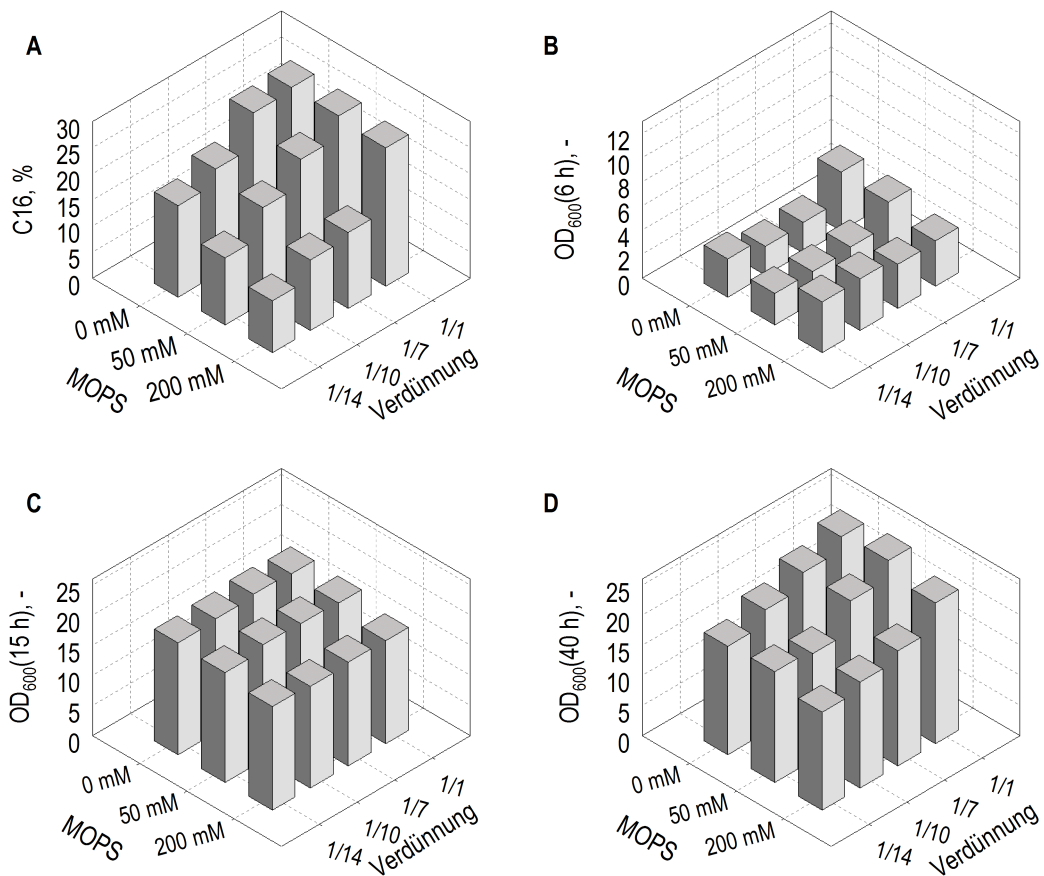 A
C16, %
30
25
20
15
10
5
0
0 mM
50 mM
200 mM
MOPS
1/14
1/10
1/7
1/1
Verdünnung
B
OD600(6 h), -
12
10
8
6
4
2
0
0 mM
50 mM
200 mM
MOPS
1/14
1/10
1/7
1/1
Verdünnung
C
OD600(15 h), -
25
20
15
10
5
0
0 mM
50 mM
200 mM
MOPS
1/14
1/10
1/7
1/1
Verdünnung
D
OD600(40 h), -
25
20
15
10
5
0
0 mM
50 mM
200 mM
MOPS
1/14
1/10
1/7
1/1
Verdünnung